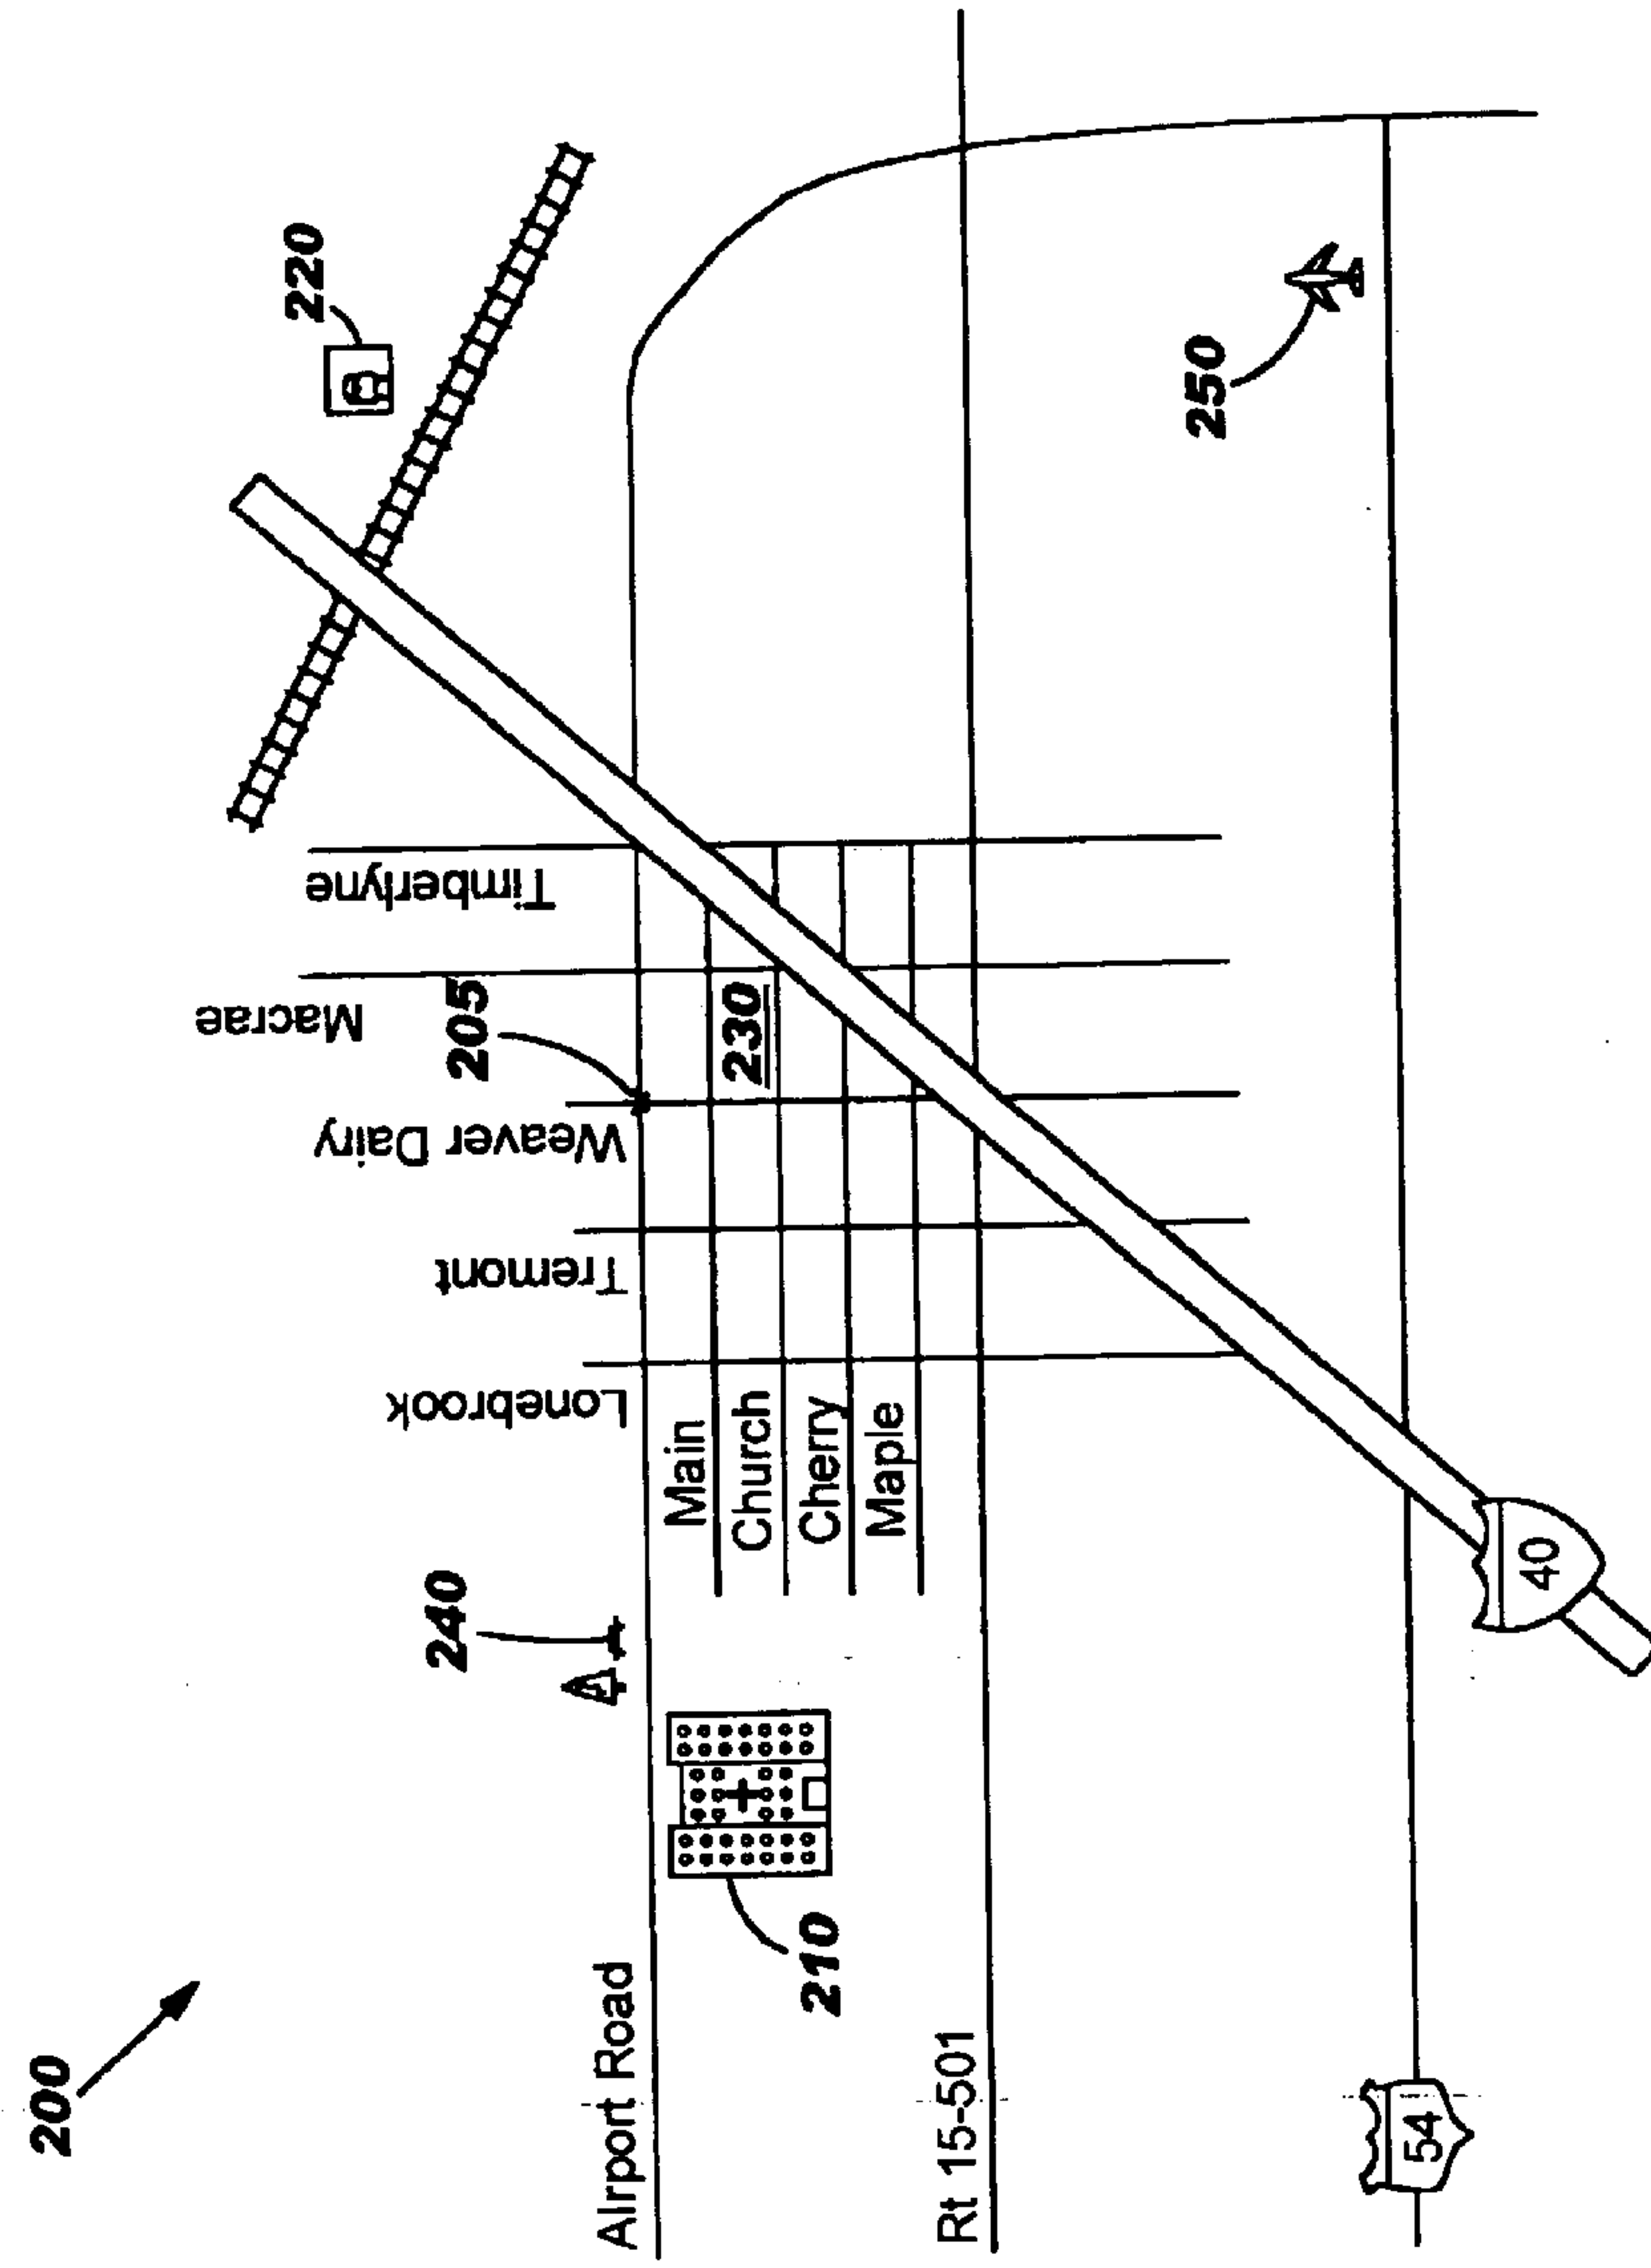 200
220
Timberlyne
Macrae
205
Weaver Dairy
Tremont
Lonebrook
230
Main
Church
Cherry
Maple
240
210
Airport Road
Rt 15-501
250
40
54